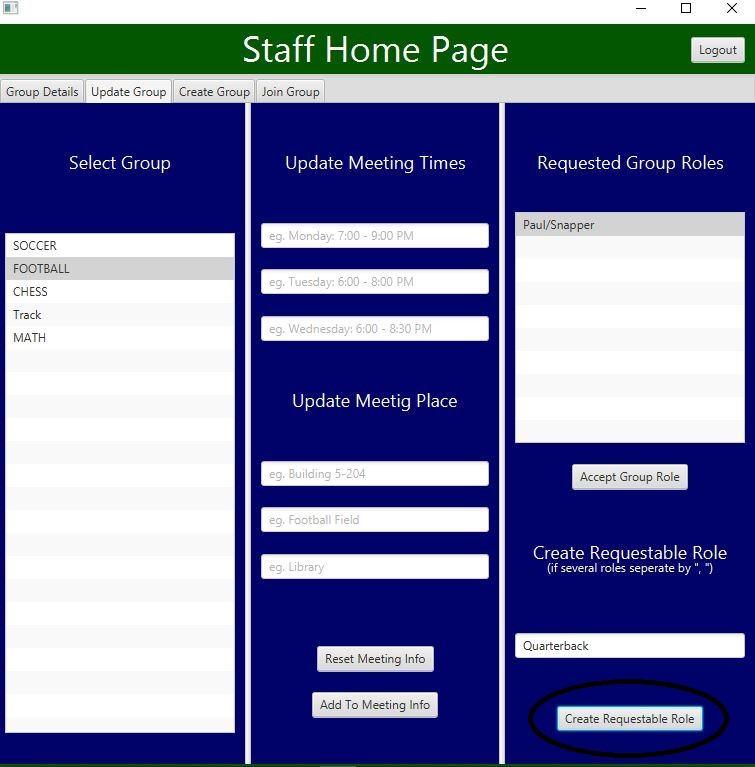 Staff Home Page
Logout
Group Details
Update Group
Create Group
Join Group
Select Group
SOCCER
FOOTBALL
CHESS
Track
MATH
Update Meeting Times
eg. Monday: 7:00 - 9:00 PM
eg. Tuesday: 6:00 - 8:00 PM
eg. Wednesday: 6:00 - 8:30 PM
Update Meetig Place
eg. Building 5-204
eg. Football Field
eg. Library
Reset Meeting Info
Add To Meeting Info
Requested Group Roles
Paul/Snapper
Accept Group Role
Create Requestable Role
(if several roles seperate by ", ")
Quarterback
Create Requestable Role